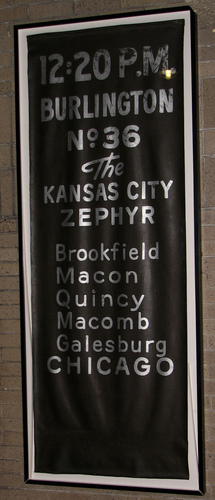 12:20 P.M.
BURLINGTON
No 36
The
KANSAS CITY
ZEPHYR
Brookfield
Macon
Quincy
Macomb
Galesburg
CHICAGO